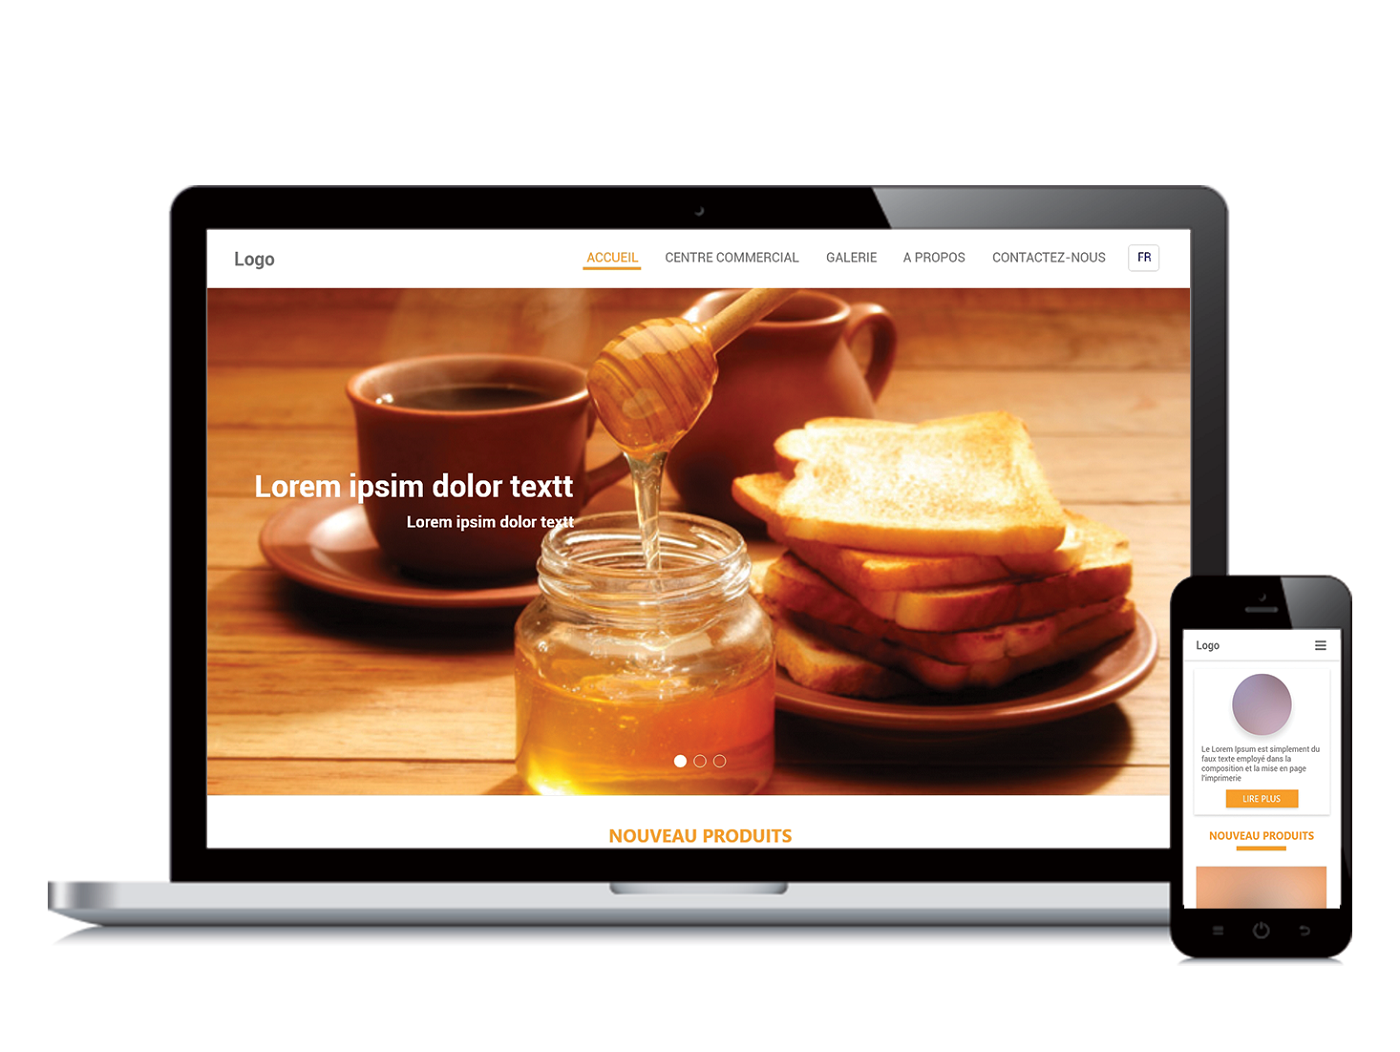 Logo
ACCUEIL CENTRE COMMERCIAL GALERIE A PROPOS CONTACTEZ-NOUS FR
Lorem ipsim dolor textt
Lorem ipsim dolor textt
NOUVEAU PRODUITS
Logo
Le Lorem Ipsum est simplement du
faux texte employé dans la
composition et la mise en page
l'imprimerie
LIRE PLUS
NOUVEAU PRODUITS